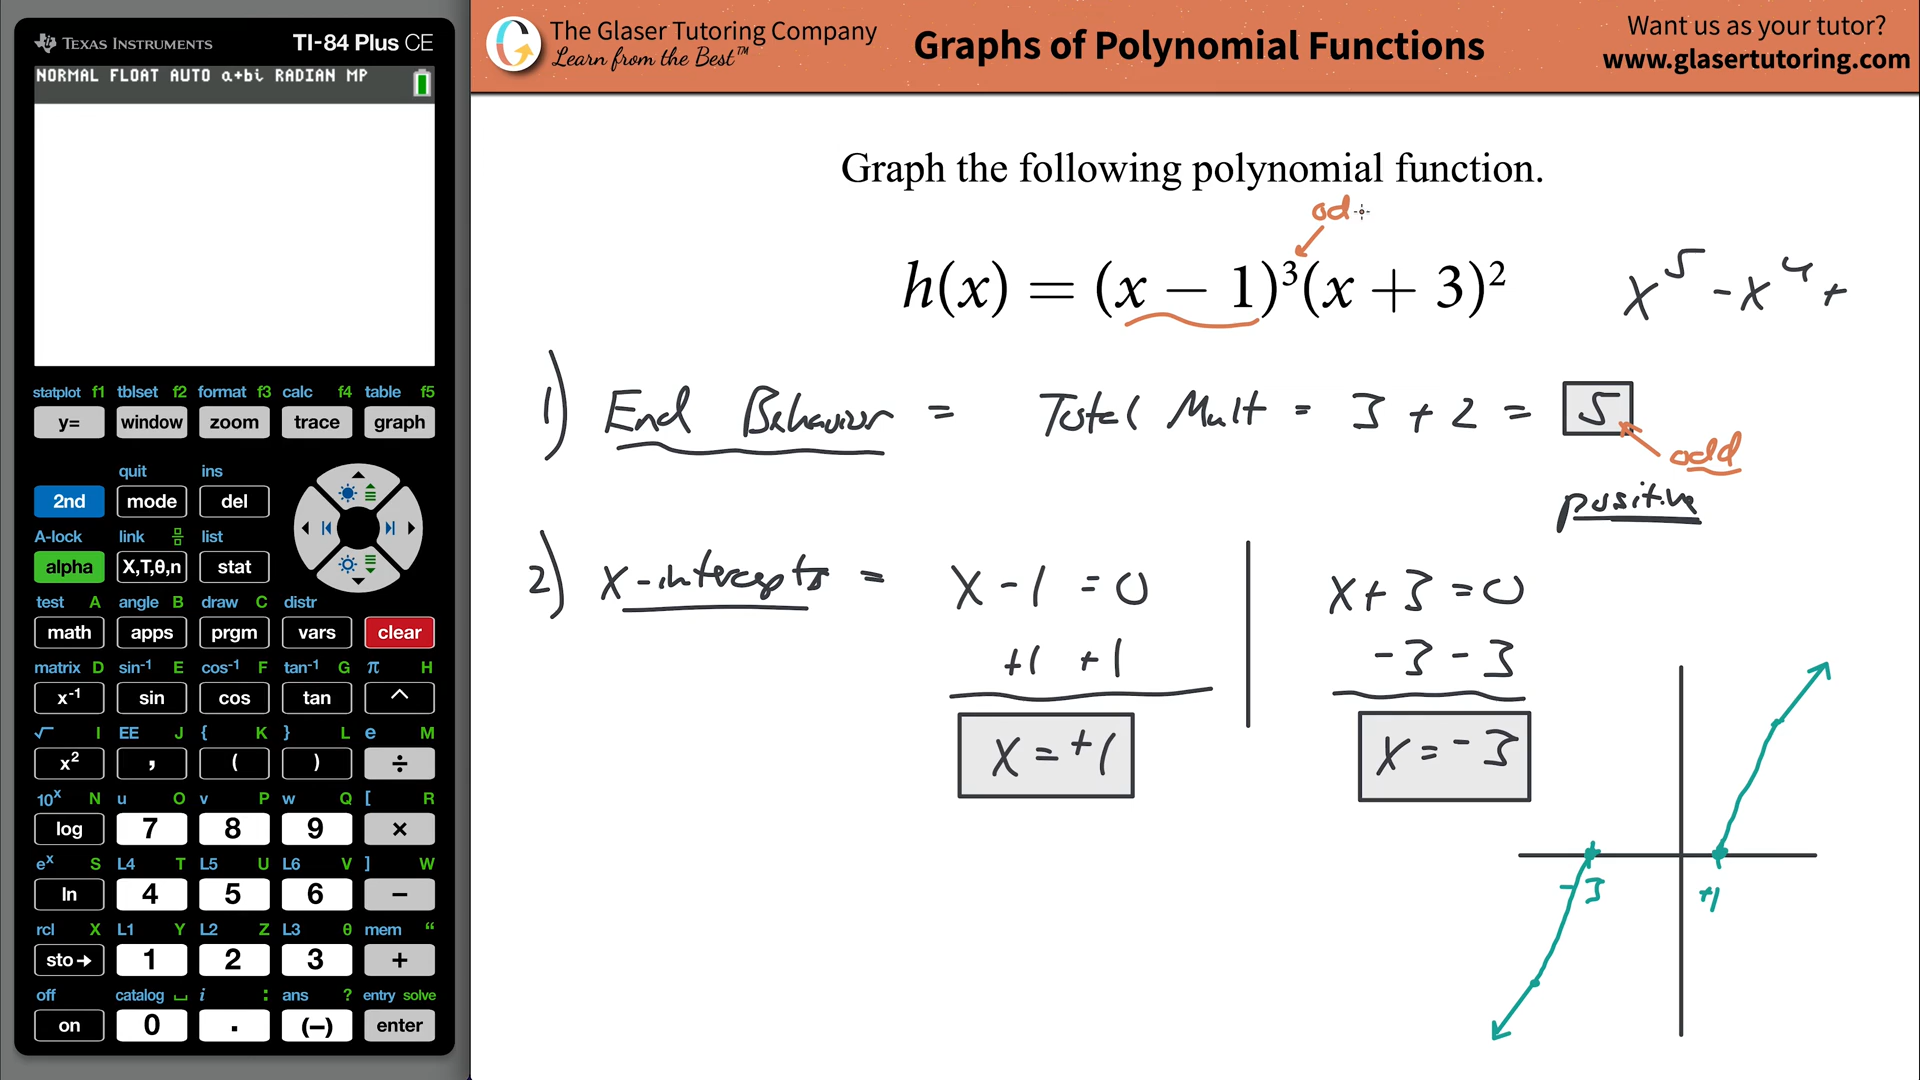 TEXAS INSTRUMENTS TI-84 Plus CE
NORMAL FLOAT AUTO a+bi RADIAN MP
statplot f1 tblset f2 format f3 calc f4 table f5
y= window zoom trace graph
quit ins
2nd mode del
A-lock link list
alpha X,T,θ,n stat
test A angle B draw C distr
math apps prgm vars clear
matrix D sin⁻¹ E cos⁻¹ F tan⁻¹ G π H
x⁻¹ sin cos tan ^
√ I EE J { K } L e M
x² , ( ) ÷
10ˣ N u O v P w Q [ R
log 7 8 9 ×
eˣ S L4 T L5 U L6 V ] W
ln 4 5 6 −
rcl X L1 Y L2 Z L3 θ mem “
sto→ 1 2 3 +
off catalog ⎵ i : ans ? entry solve
on 0 . (−) enter
The Glaser Tutoring Company
Learn from the Best™
Graphs of Polynomial Functions
Want us as your tutor?
www.glasertutoring.com
Graph the following polynomial function.
od
h(x) = (x − 1)³(x + 3)²
x⁵ - x⁴ +
1) End Behavior = Total Mult = 3 + 2 = 5
odd
positive
2) x-intercepts = x - 1 = 0
+1 +1
x = +1
x + 3 = 0
-3 -3
x = -3
-3 +1